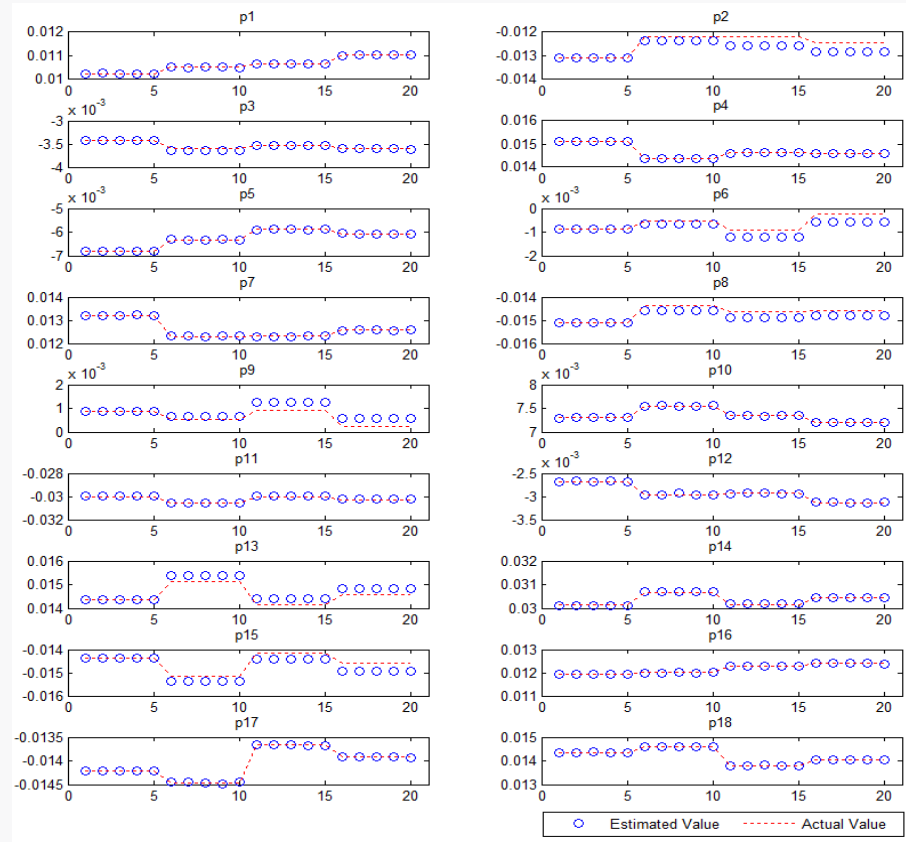 p1
0.012
0.011
0.01
0 5 10 15 20
p2
-0.012
-0.013
-0.014
0 5 10 15 20
p3
x 10^-3
-3
-3.5
-4
0 5 10 15 20
p4
0.016
0.015
0.014
0 5 10 15 20
p5
x 10^-3
-5
-6
-7
0 5 10 15 20
p6
x 10^-3
0
-1
-2
0 5 10 15 20
p7
0.014
0.013
0.012
0 5 10 15 20
p8
-0.014
-0.015
-0.016
0 5 10 15 20
p9
x 10^-3
2
1
0
0 5 10 15 20
p10
x 10^-3
8
7.5
7
0 5 10 15 20
p11
-0.028
-0.03
-0.032
0 5 10 15 20
p12
x 10^-3
-2.5
-3
-3.5
0 5 10 15 20
p13
0.016
0.015
0.014
0 5 10 15 20
p14
0.032
0.031
0.03
0 5 10 15 20
p15
-0.014
-0.015
-0.016
0 5 10 15 20
p16
0.013
0.012
0.011
0 5 10 15 20
p17
-0.0135
-0.014
-0.0145
0 5 10 15 20
p18
0.015
0.014
0.013
0 5 10 15 20
Estimated Value
Actual Value